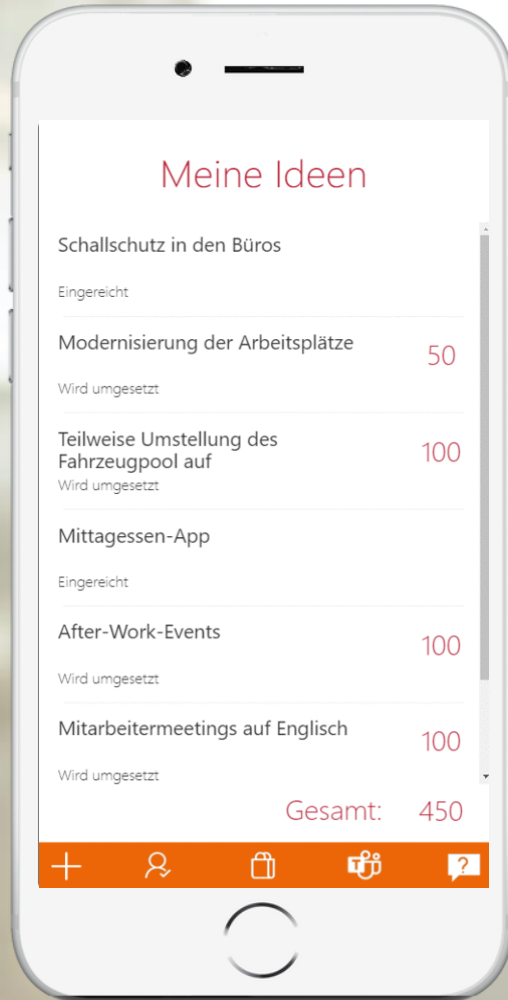 Meine Ideen
Schallschutz in den Büros
Eingereicht
Modernisierung der Arbeitsplätze
50
Wird umgesetzt
Teilweise Umstellung des
Fahrzeugpool auf
100
Wird umgesetzt
Mittagessen-App
Eingereicht
After-Work-Events
100
Wird umgesetzt
Mitarbeitermeetings auf Englisch
100
Wird umgesetzt
Gesamt: 450
T
?